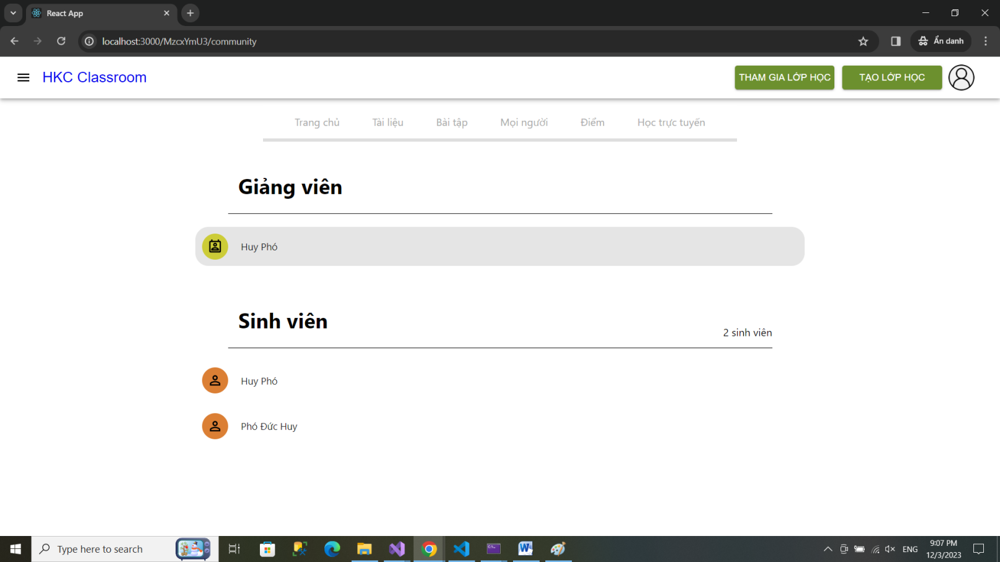 React App
localhost:3000/MzcxYmU3/community
Ẩn danh
HKC Classroom
THAM GIA LỚP HỌC
TẠO LỚP HỌC
Trang chủ
Tài liệu
Bài tập
Mọi người
Điểm
Học trực tuyến
Giảng viên
Huy Phó
Sinh viên
2 sinh viên
Huy Phó
Phó Đức Huy
Type here to search
ENG
9:07 PM
12/3/2023